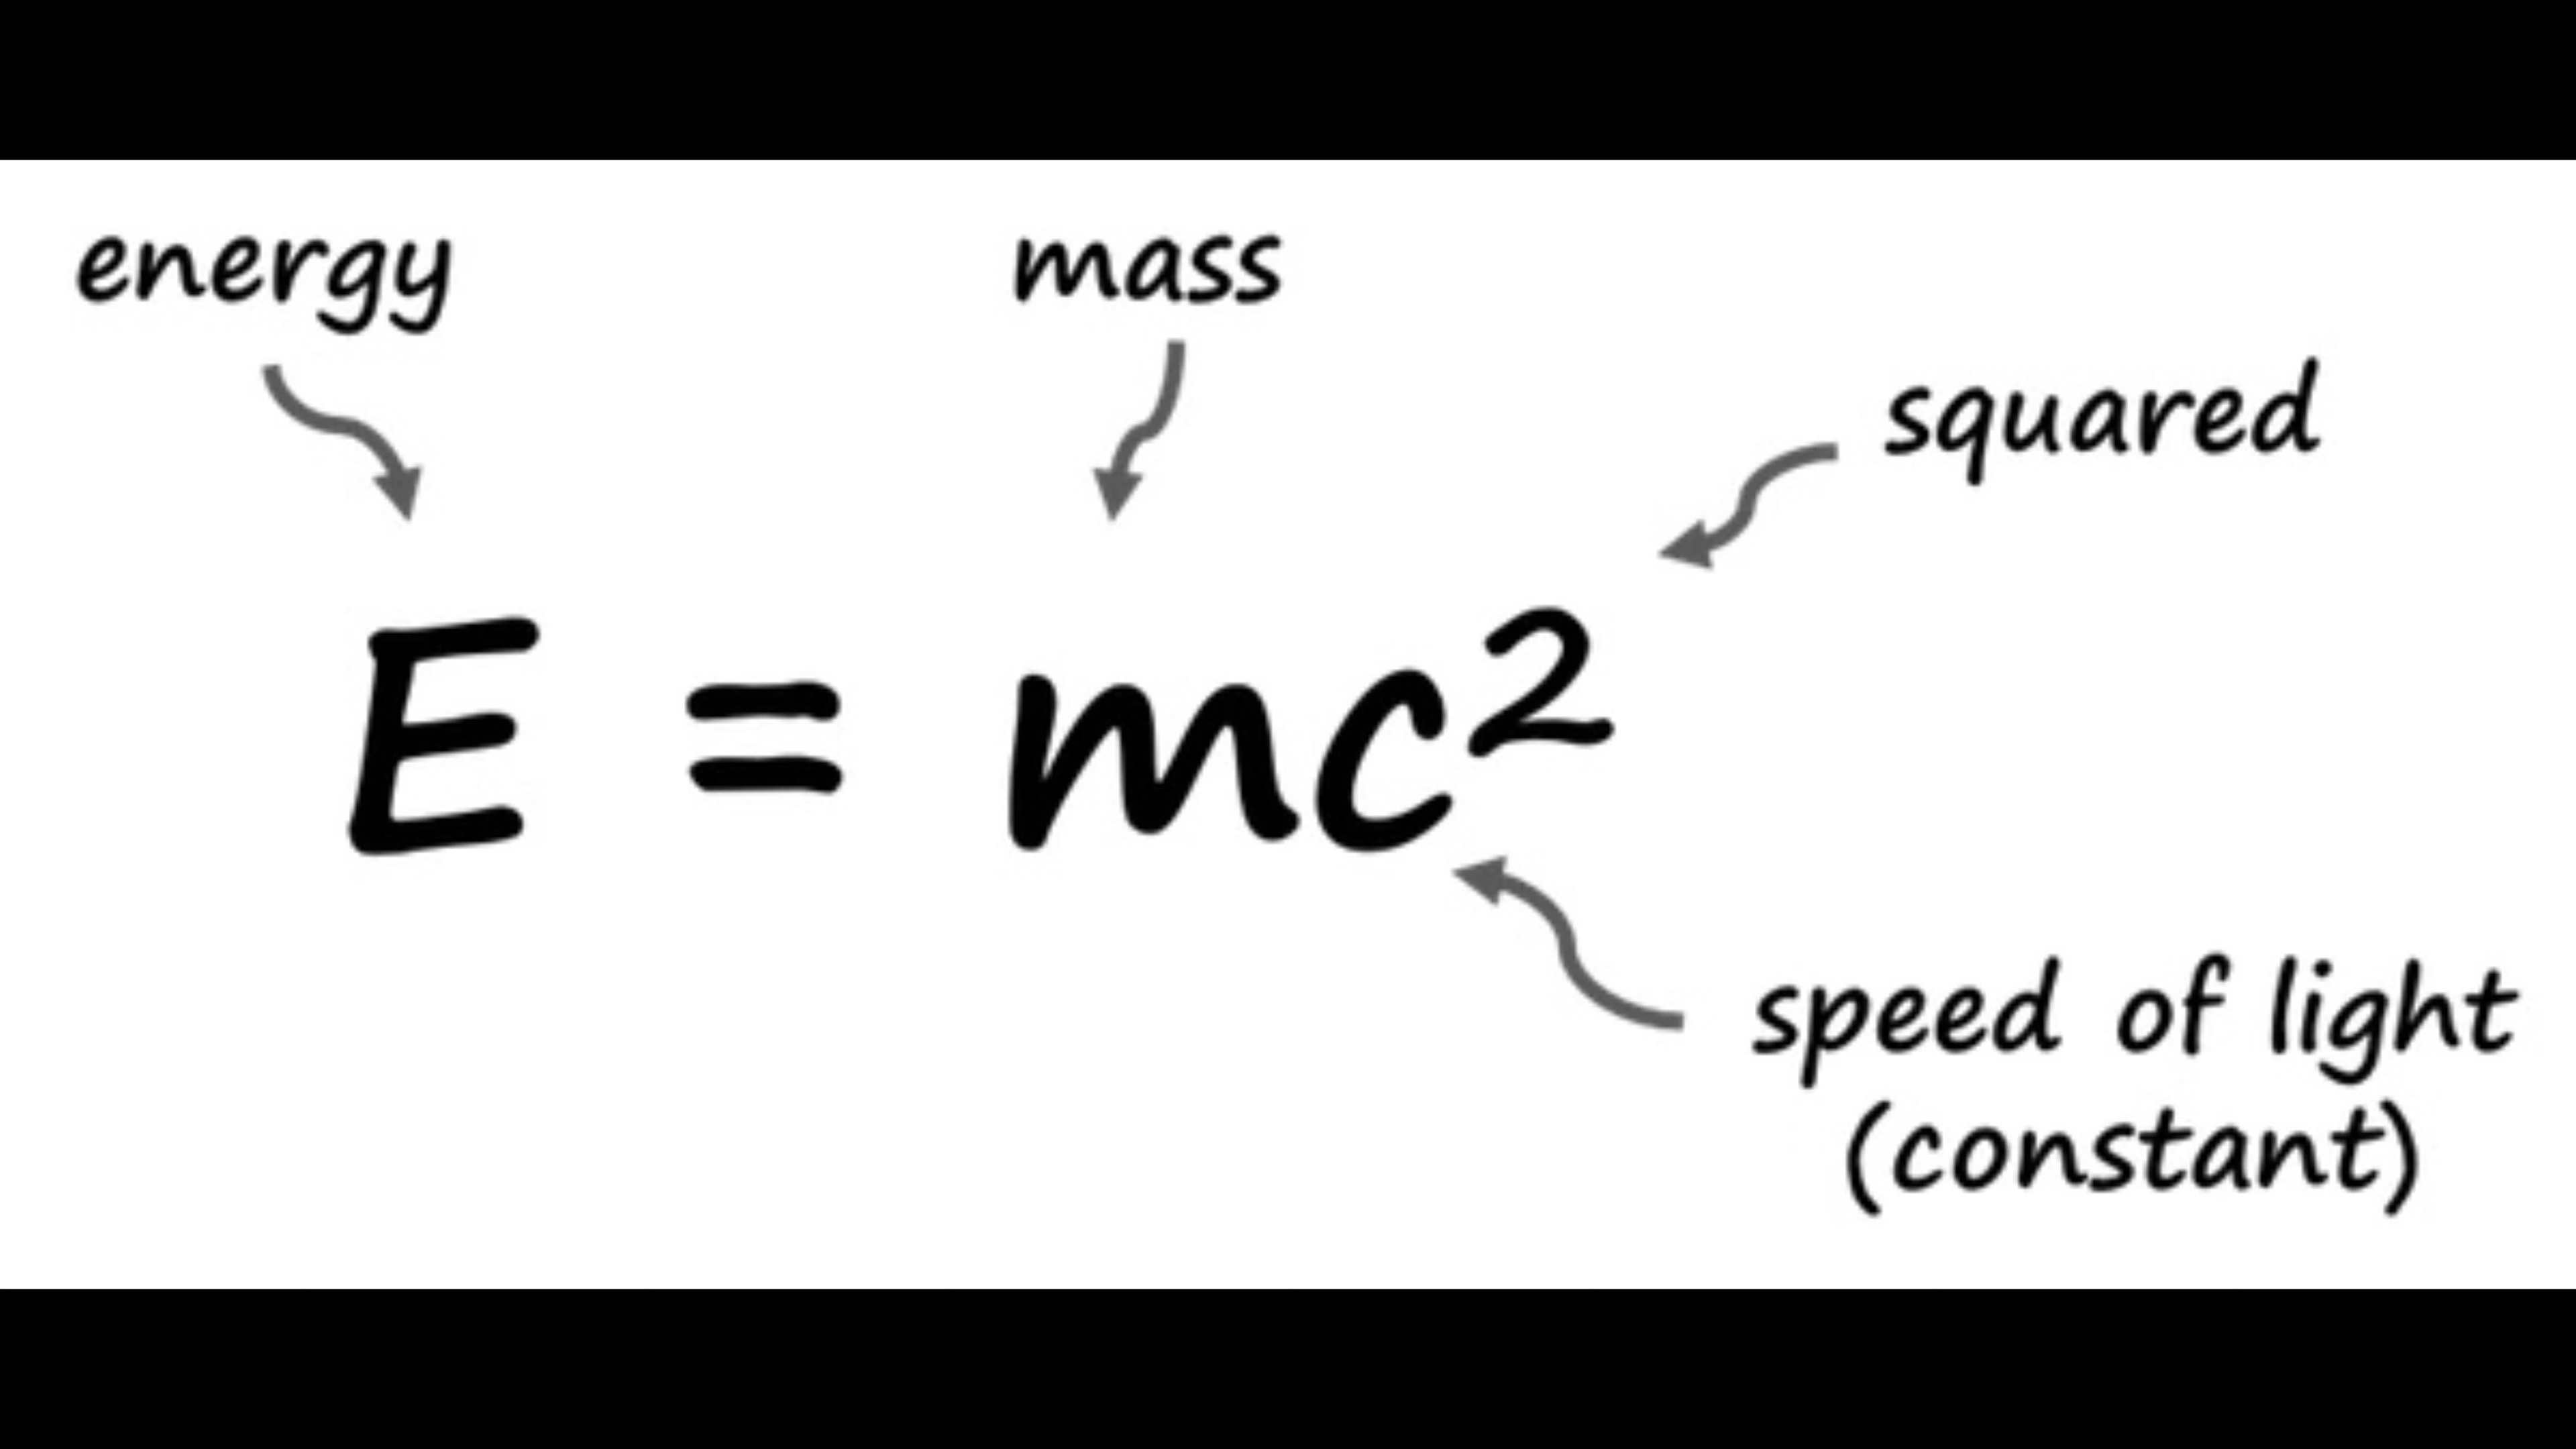 energy
mass
squared
E = mc²
speed of light
(constant)